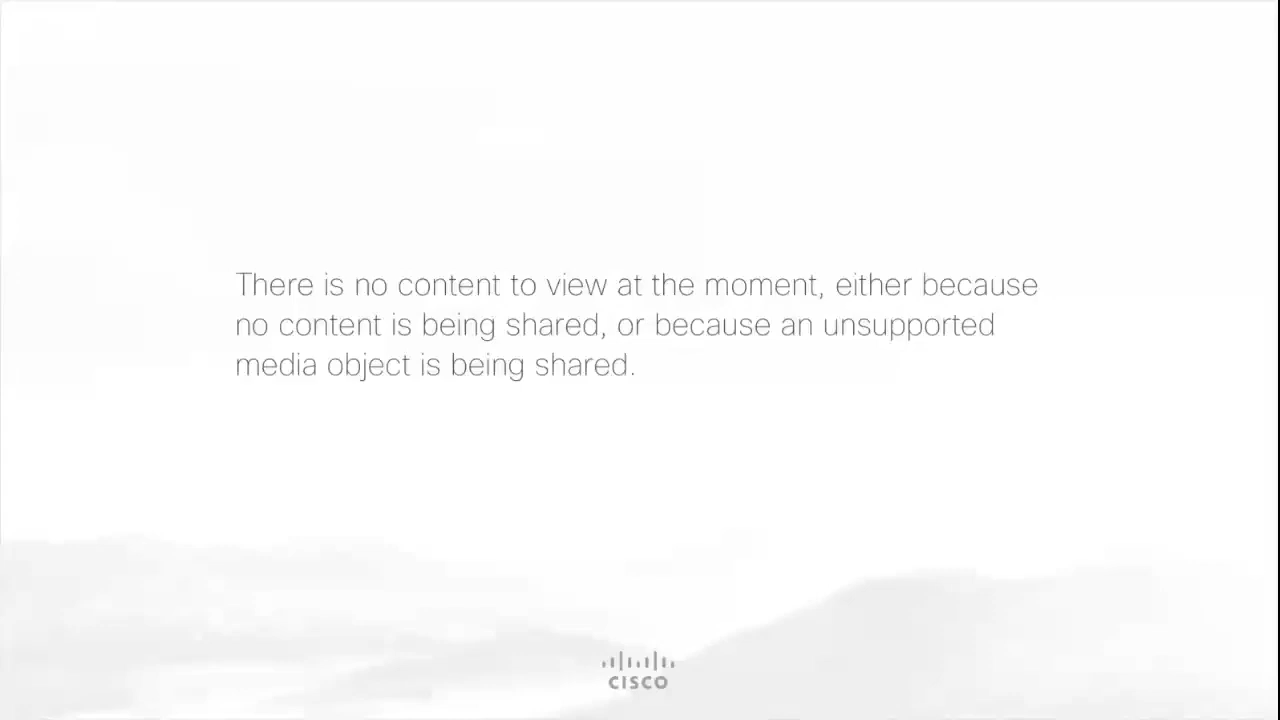 There is no content to view at the moment, either because
no content is being shared, or because an unsupported
media object is being shared.
CISCO